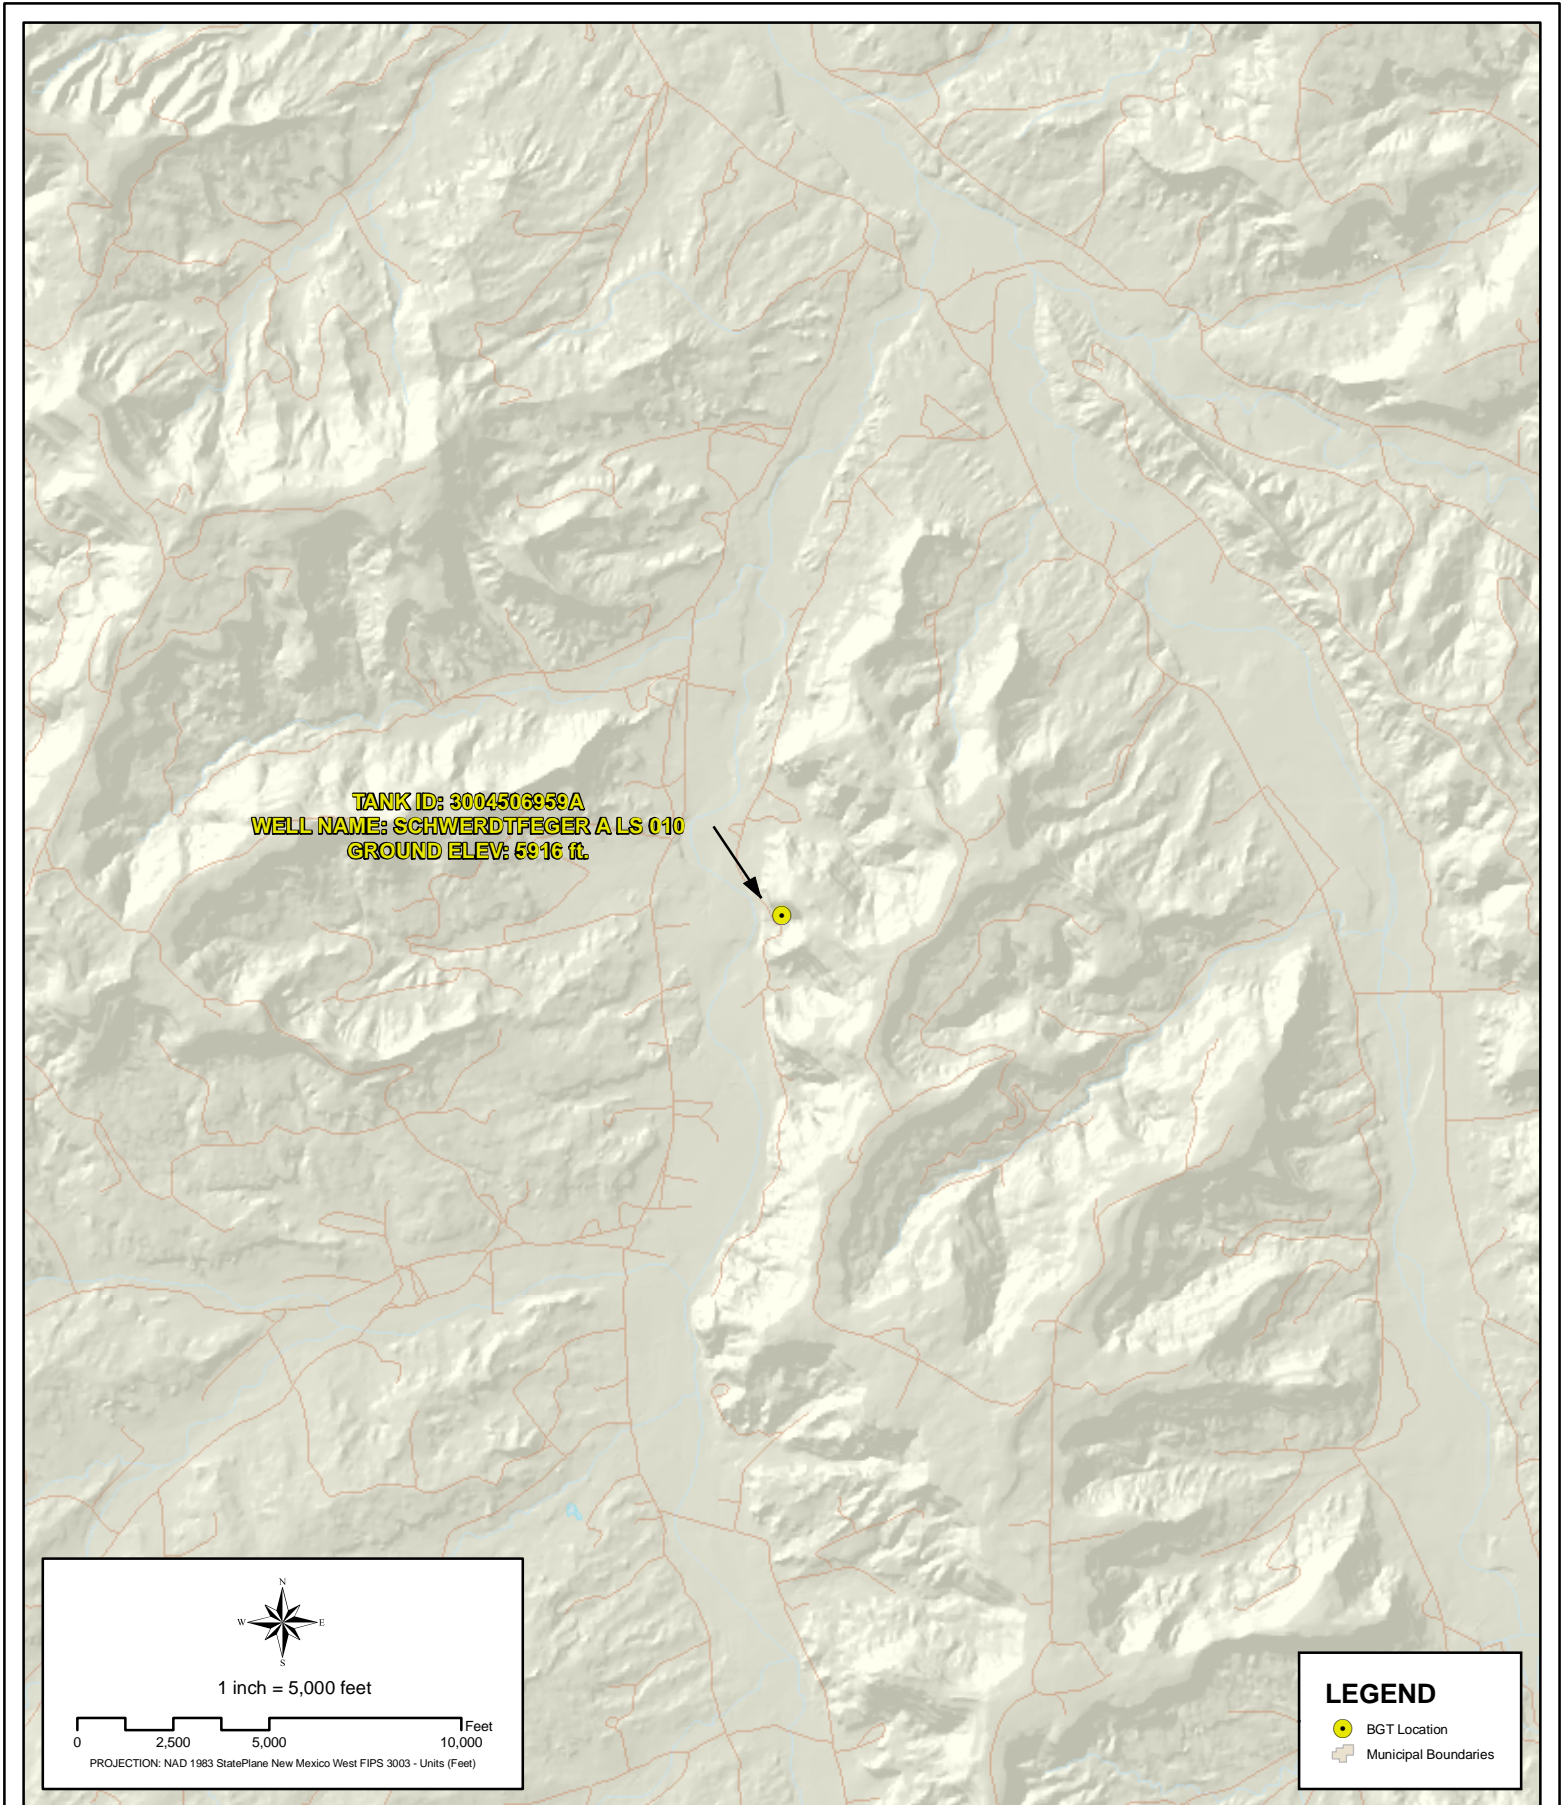 TANK ID: 3004506959A
WELL NAME: SCHWERDTFEGER A LS 010
GROUND ELEV: 5916 ft.
N
W E
S
1 inch = 5,000 feet
Feet
0 2,500 5,000 10,000
PROJECTION: NAD 1983 StatePlane New Mexico West FIPS 3003 - Units (Feet)
LEGEND
BGT Location
Municipal Boundaries